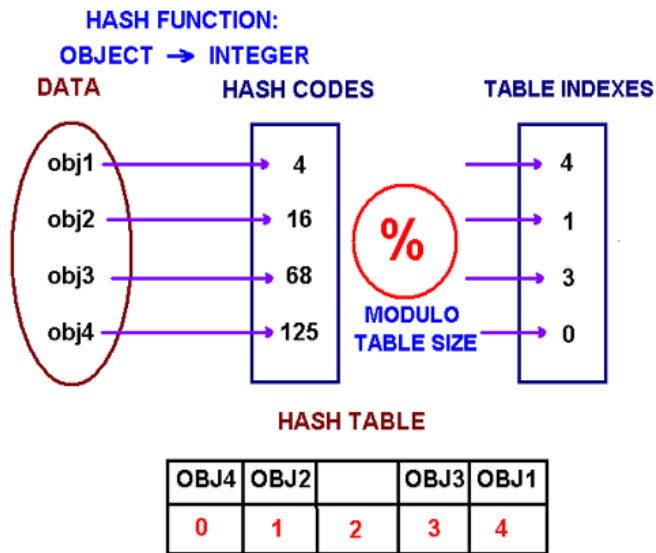 HASH FUNCTION:
OBJECT → INTEGER
DATA HASH CODES TABLE INDEXES
obj1 4 4
obj2 16 1
obj3 68 3
obj4 125 0
%
MODULO
TABLE SIZE
HASH TABLE
OBJ4 OBJ2 OBJ3 OBJ1
0 1 2 3 4